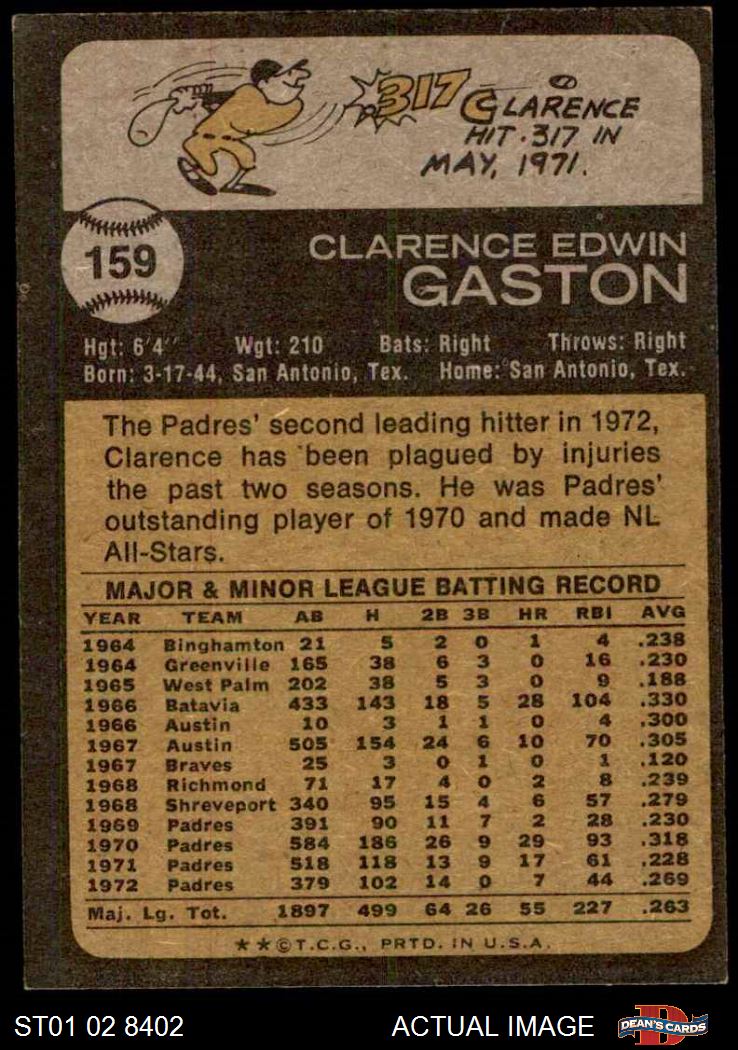 .317
CLARENCE
HIT .317 IN
MAY, 1971.
159
CLARENCE EDWIN
GASTON
Hgt: 6'4" Wgt: 210 Bats: Right Throws: Right
Born: 3-17-44, San Antonio, Tex. Home: San Antonio, Tex.
The Padres' second leading hitter in 1972,
Clarence has been plagued by injuries
the past two seasons. He was Padres'
outstanding player of 1970 and made NL
All-Stars.
MAJOR & MINOR LEAGUE BATTING RECORD
YEAR TEAM AB H 2B 3B HR RBI AVG
1964 Binghamton 21 5 2 0 1 4 .238
1964 Greenville 165 38 6 3 0 16 .230
1965 West Palm 202 38 5 3 0 9 .188
1966 Batavia 433 143 18 5 28 104 .330
1966 Austin 10 3 1 1 0 4 .300
1967 Austin 505 154 24 6 10 70 .305
1967 Braves 25 3 0 1 0 1 .120
1968 Richmond 71 17 4 0 2 8 .239
1968 Shreveport 340 95 15 4 6 57 .279
1969 Padres 391 90 11 7 2 28 .230
1970 Padres 584 186 26 9 29 93 .318
1971 Padres 518 118 13 9 17 61 .228
1972 Padres 379 102 14 0 7 44 .269
Maj. Lg. Tot. 1897 499 64 26 55 227 .263
★★©T.C.G., PRTD. IN U.S.A.
ST01 02 8402 ACTUAL IMAGE
D
DEAN'S CARDS